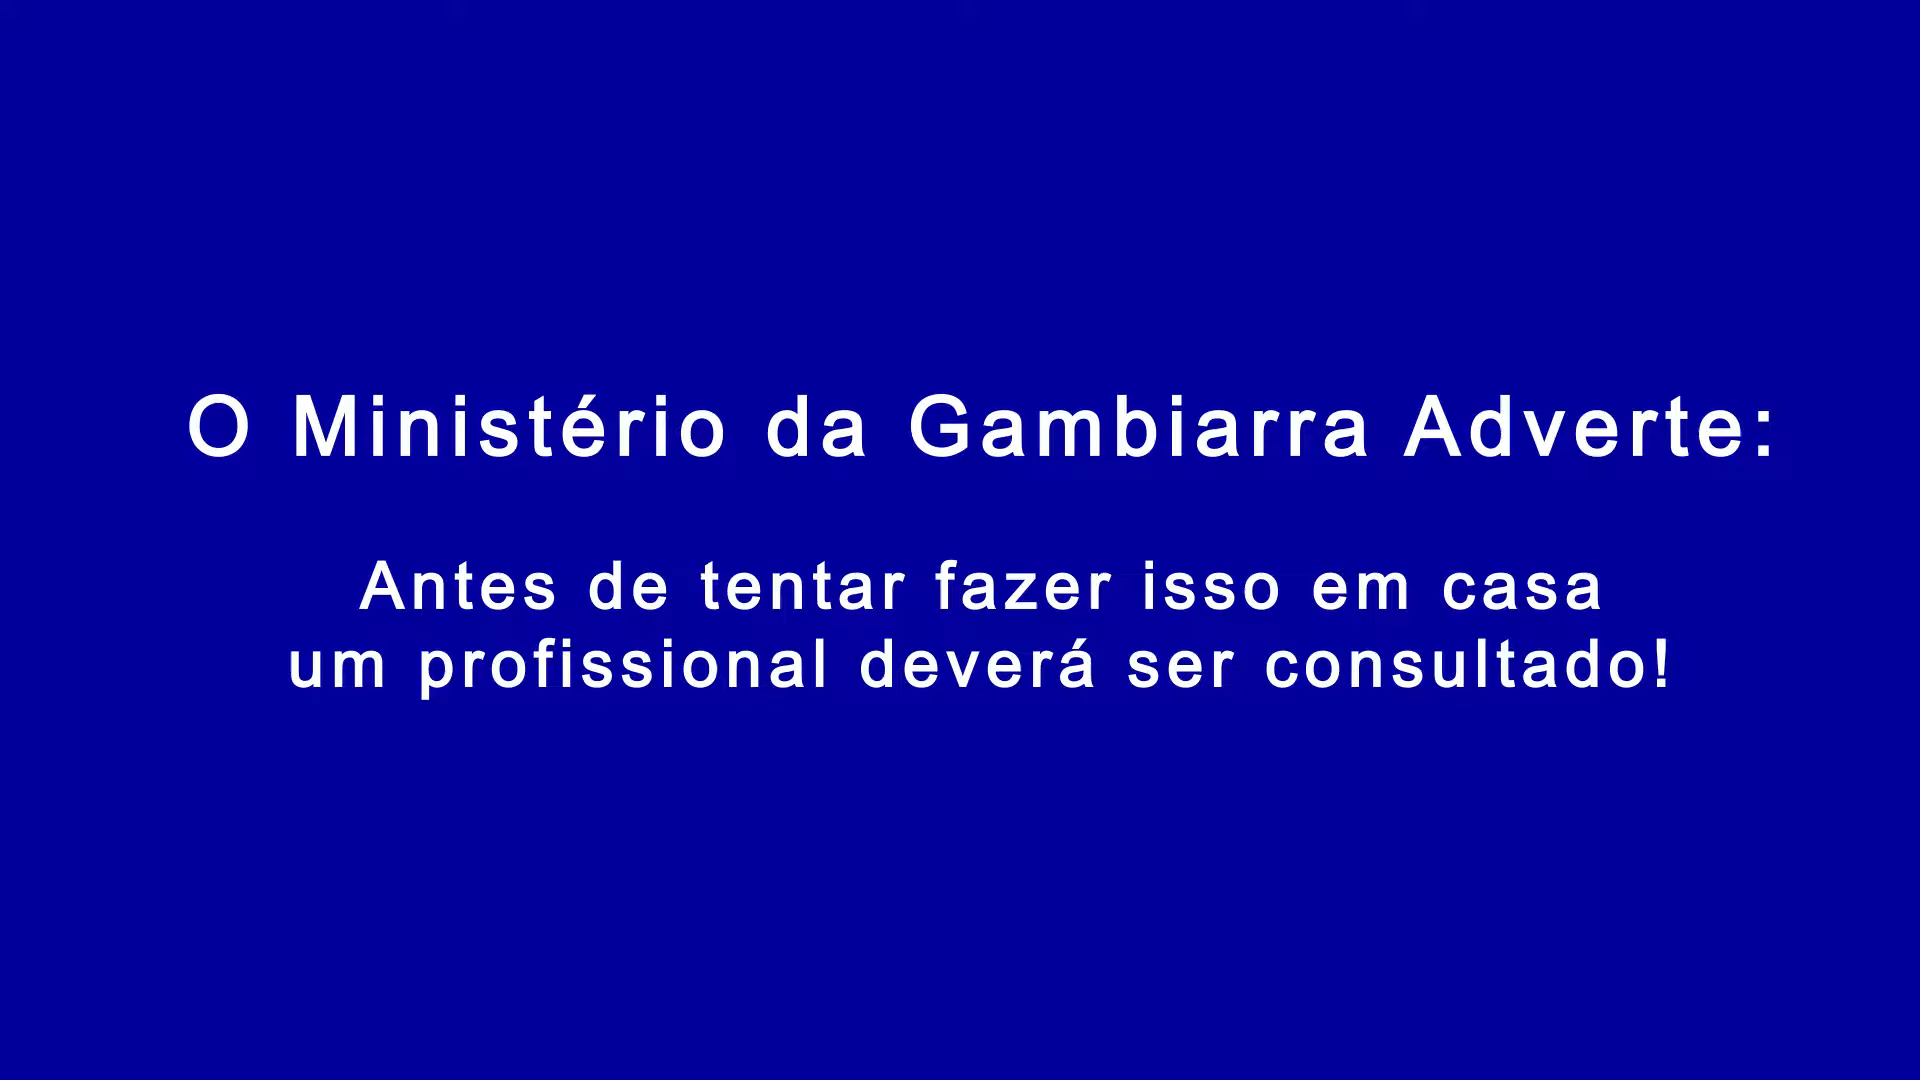 O Ministério da Gambiarra Adverte:
Antes de tentar fazer isso em casa
um profissional deverá ser consultado!